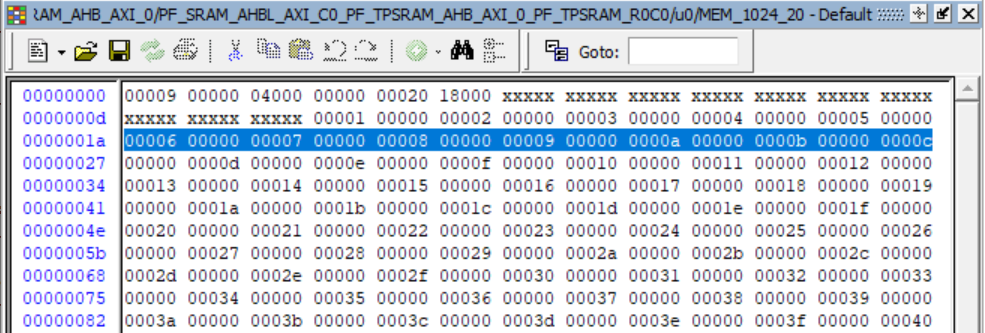 RAM_AHB_AXI_0/PF_SRAM_AHBL_AXI_C0_PF_TPSRAM_AHB_AXI_0_PF_TPSRAM_R0C0/u0/MEM_1024_20 - Default
Goto:
00000000 00009 00000 04000 00000 00020 18000 xxxxx xxxxx xxxxx xxxxx xxxxx xxxxx xxxxx
0000000d xxxxx xxxxx xxxxx 00001 00000 00002 00000 00003 00000 00004 00000 00005 00000
0000001a 00006 00000 00007 00000 00008 00000 00009 00000 0000a 00000 0000b 00000 0000c
00000027 00000 0000d 00000 0000e 00000 0000f 00000 00010 00000 00011 00000 00012 00000
00000034 00013 00000 00014 00000 00015 00000 00016 00000 00017 00000 00018 00000 00019
00000041 00000 0001a 00000 0001b 00000 0001c 00000 0001d 00000 0001e 00000 0001f 00000
0000004e 00020 00000 00021 00000 00022 00000 00023 00000 00024 00000 00025 00000 00026
0000005b 00000 00027 00000 00028 00000 00029 00000 0002a 00000 0002b 00000 0002c 00000
00000068 0002d 00000 0002e 00000 0002f 00000 00030 00000 00031 00000 00032 00000 00033
00000075 00000 00034 00000 00035 00000 00036 00000 00037 00000 00038 00000 00039 00000
00000082 0003a 00000 0003b 00000 0003c 00000 0003d 00000 0003e 00000 0003f 00000 00040